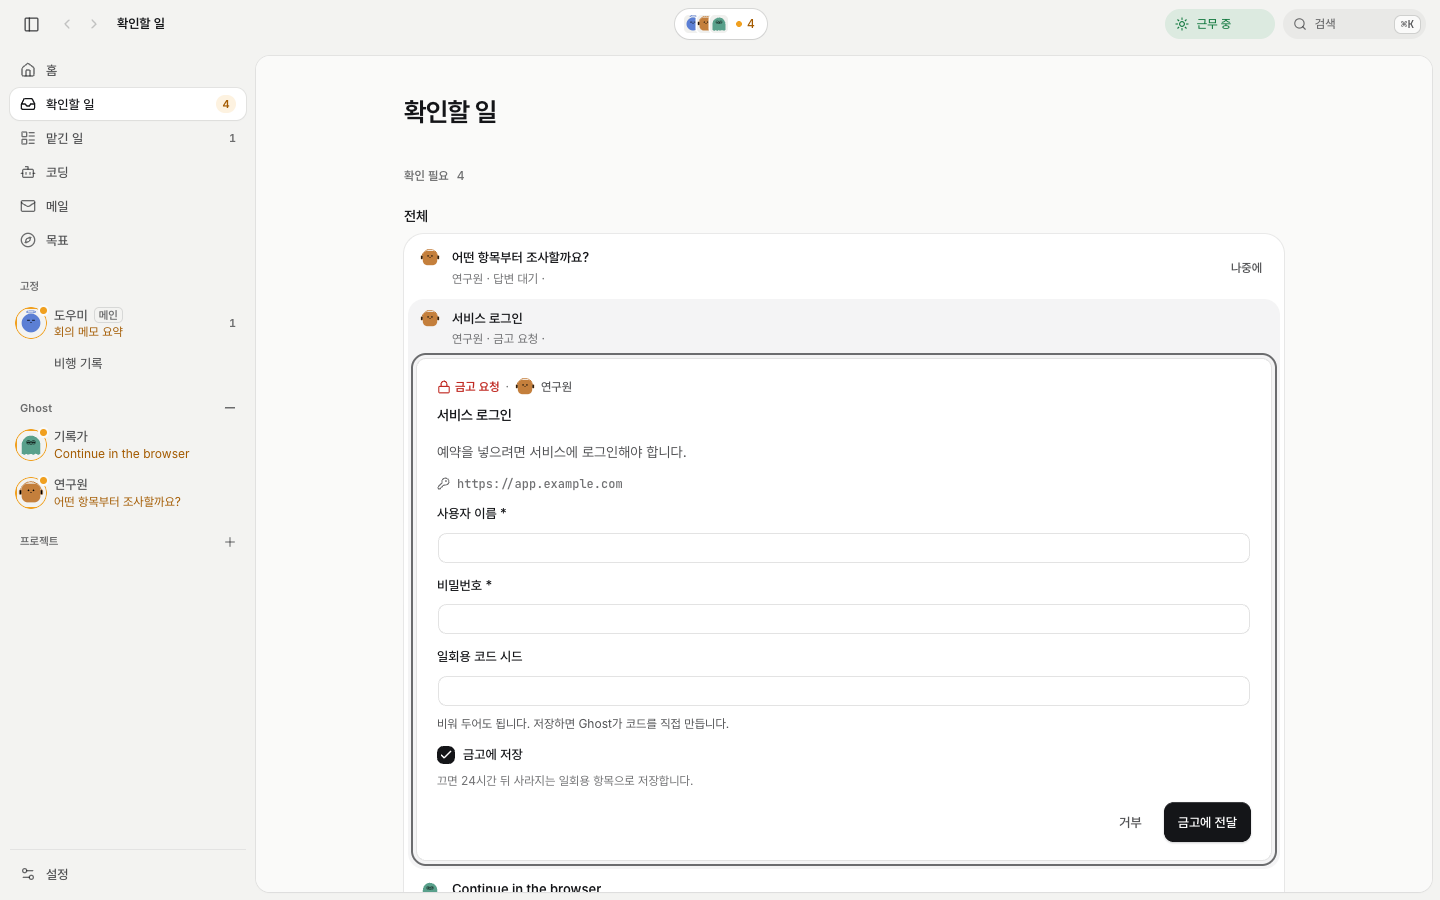 확인할 일
4
근무 중
검색
⌘K
홈
확인할 일
4
맡긴 일
1
코딩
메일
목표
고정
도우미
메인
회의 메모 요약
1
비행 기록
Ghost
기록가
Continue in the browser
연구원
어떤 항목부터 조사할까요?
프로젝트
설정
확인할 일
확인 필요 4
전체
어떤 항목부터 조사할까요?
연구원 · 답변 대기 ·
나중에
서비스 로그인
연구원 · 금고 요청 ·
금고 요청 · 연구원
서비스 로그인
예약을 넣으려면 서비스에 로그인해야 합니다.
https://app.example.com
사용자 이름 *
비밀번호 *
일회용 코드 시드
비워 두어도 됩니다. 저장하면 Ghost가 코드를 직접 만듭니다.
금고에 저장
끄면 24시간 뒤 사라지는 일회용 항목으로 저장합니다.
거부
금고에 전달
Continue in the browser